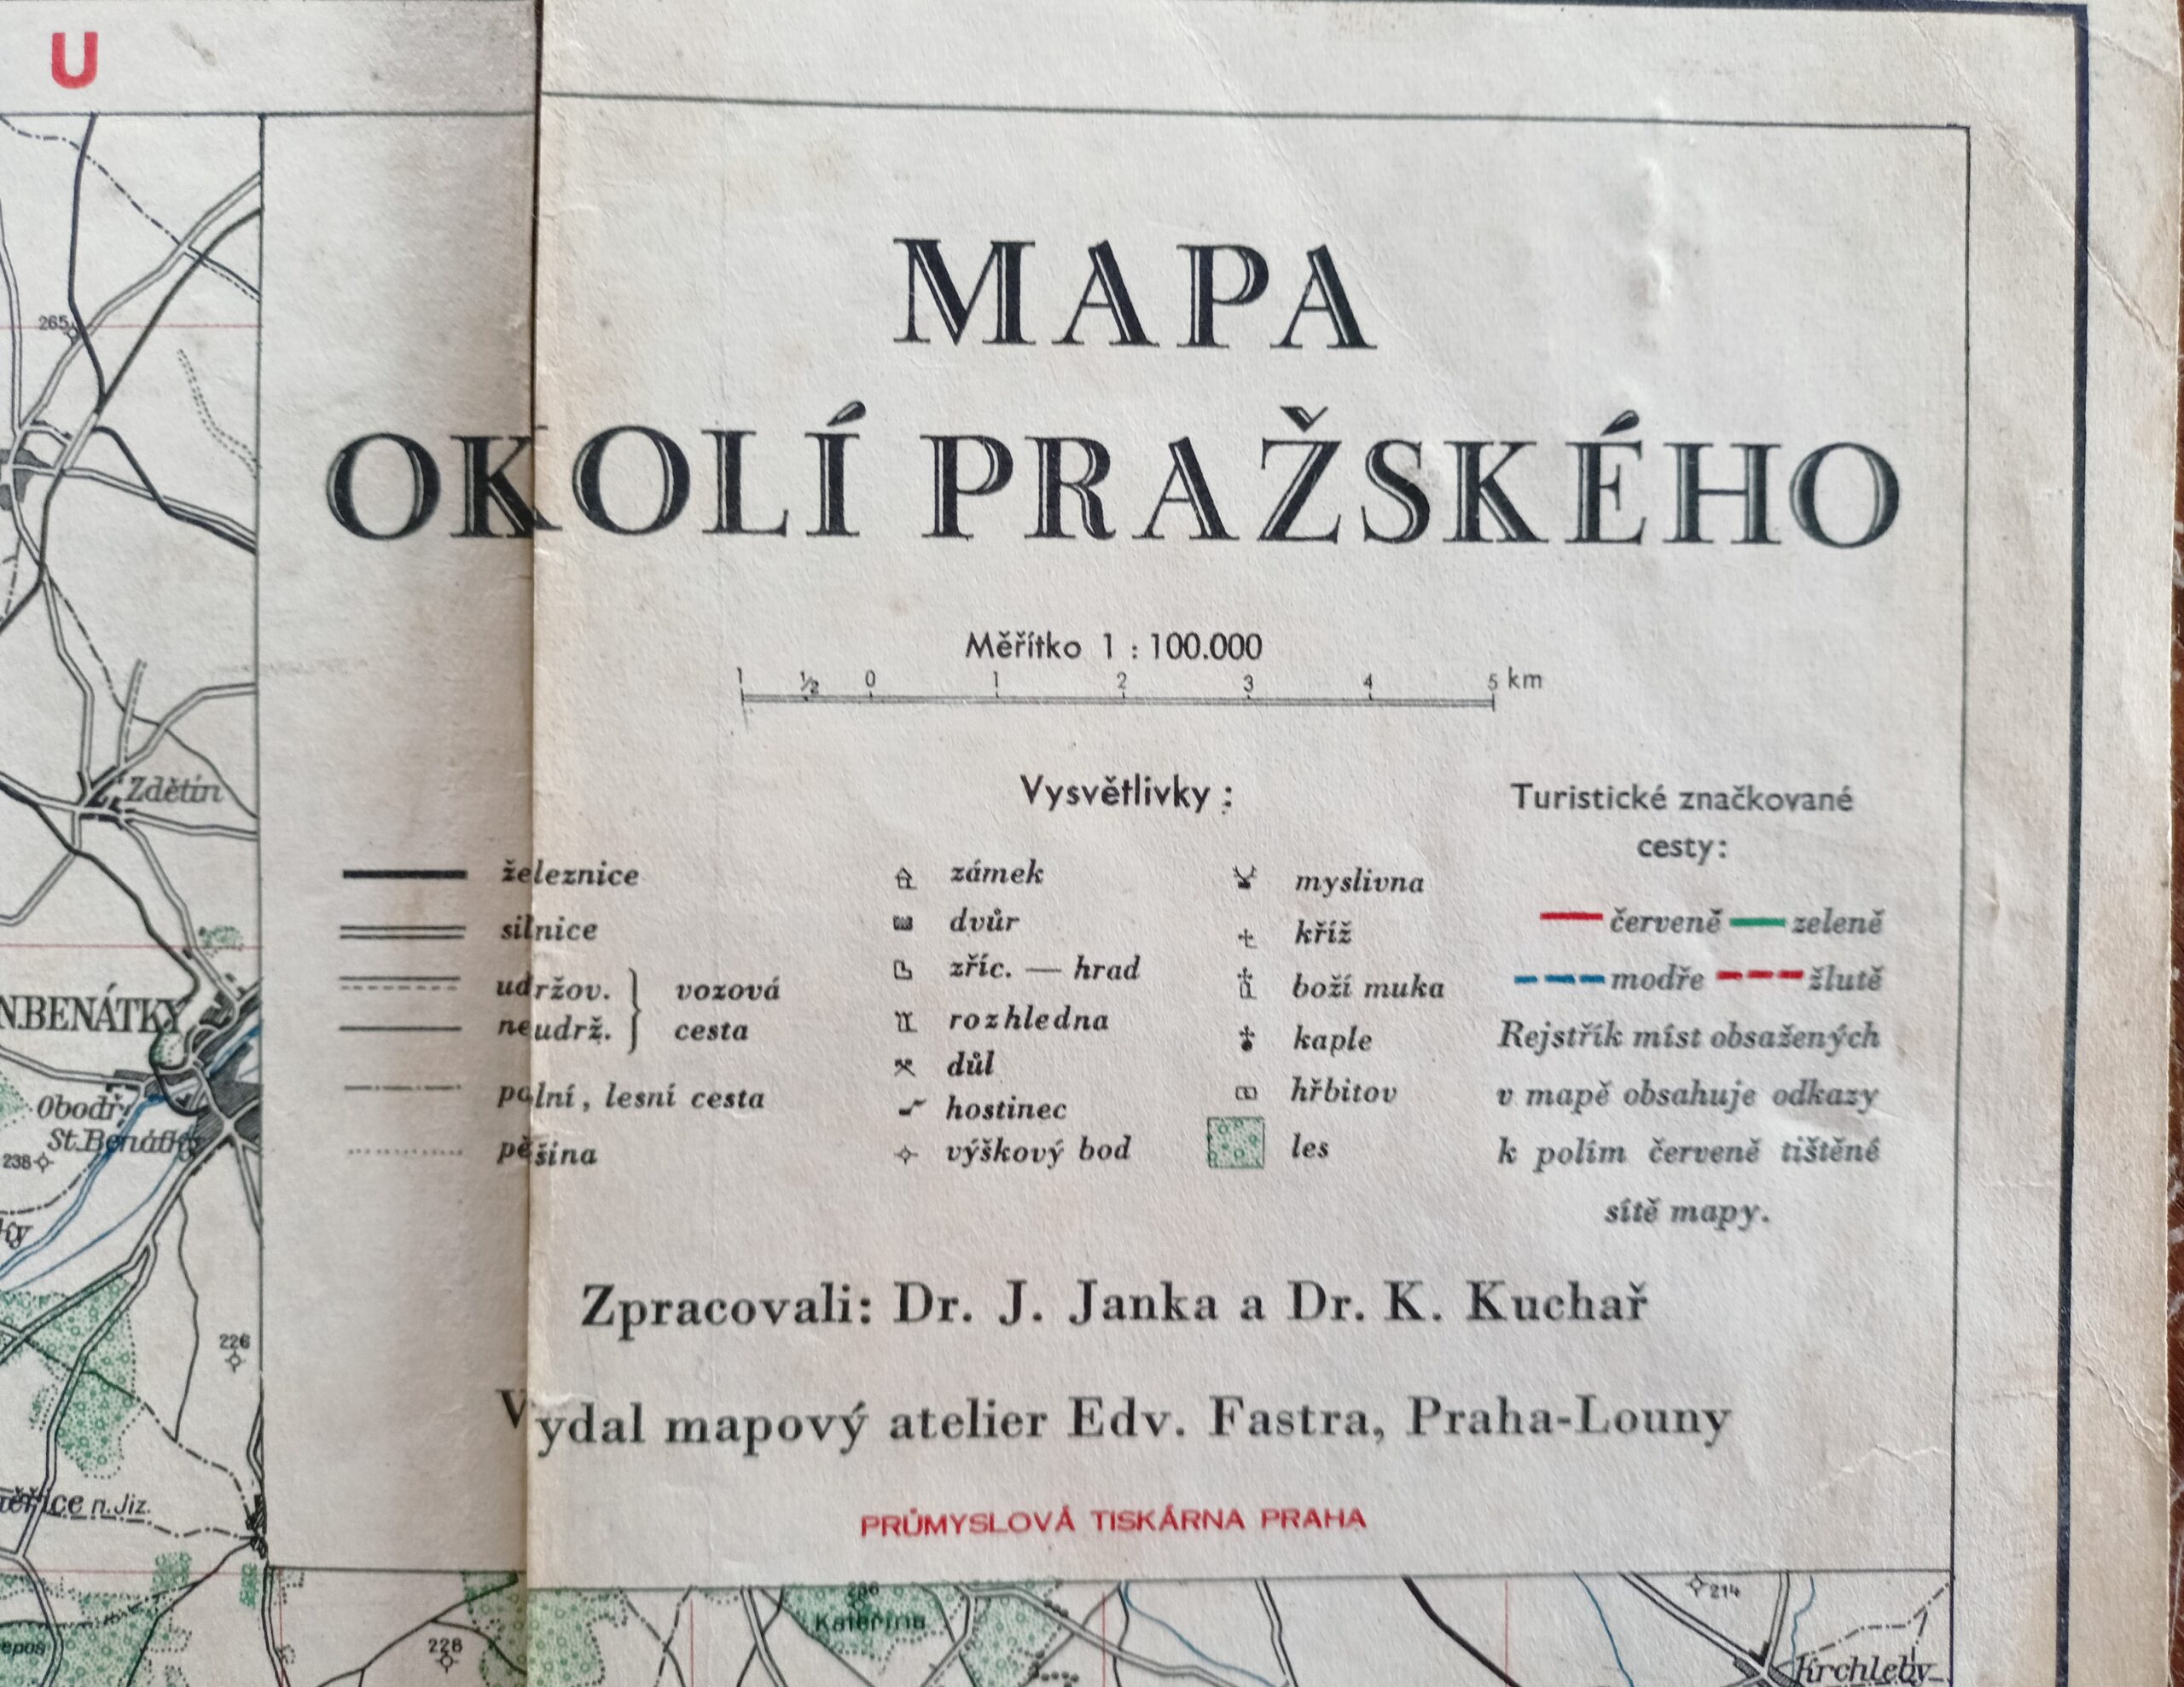 U
265
Zdětín
N.BENÁTKY
Obodř
St.Benátky
238
ky
226
n.Jiz.
MAPA
OKOLÍ PRAŽSKÉHO
Měřítko 1 : 100.000
1 ½ 0 1 2 3 4 5 km
Vysvětlivky :
železnice
silnice
udržov. } vozová
neudrž. } cesta
polní, lesní cesta
pěšina
zámek
dvůr
zříc. — hrad
rozhledna
důl
hostinec
výškový bod
myslivna
kříž
boží muka
kaple
hřbitov
les
Turistické značkované
cesty:
červeně zeleně
modře žlutě
Rejstřík míst obsažených
v mapě obsahuje odkazy
k polím červeně tištěné
sítě mapy.
Zpracovali: Dr. J. Janka a Dr. K. Kuchař
Vydal mapový atelier Edv. Fastra, Praha-Louny
PRŮMYSLOVÁ TISKÁRNA PRAHA
228
Kateřina
214
Krchleby